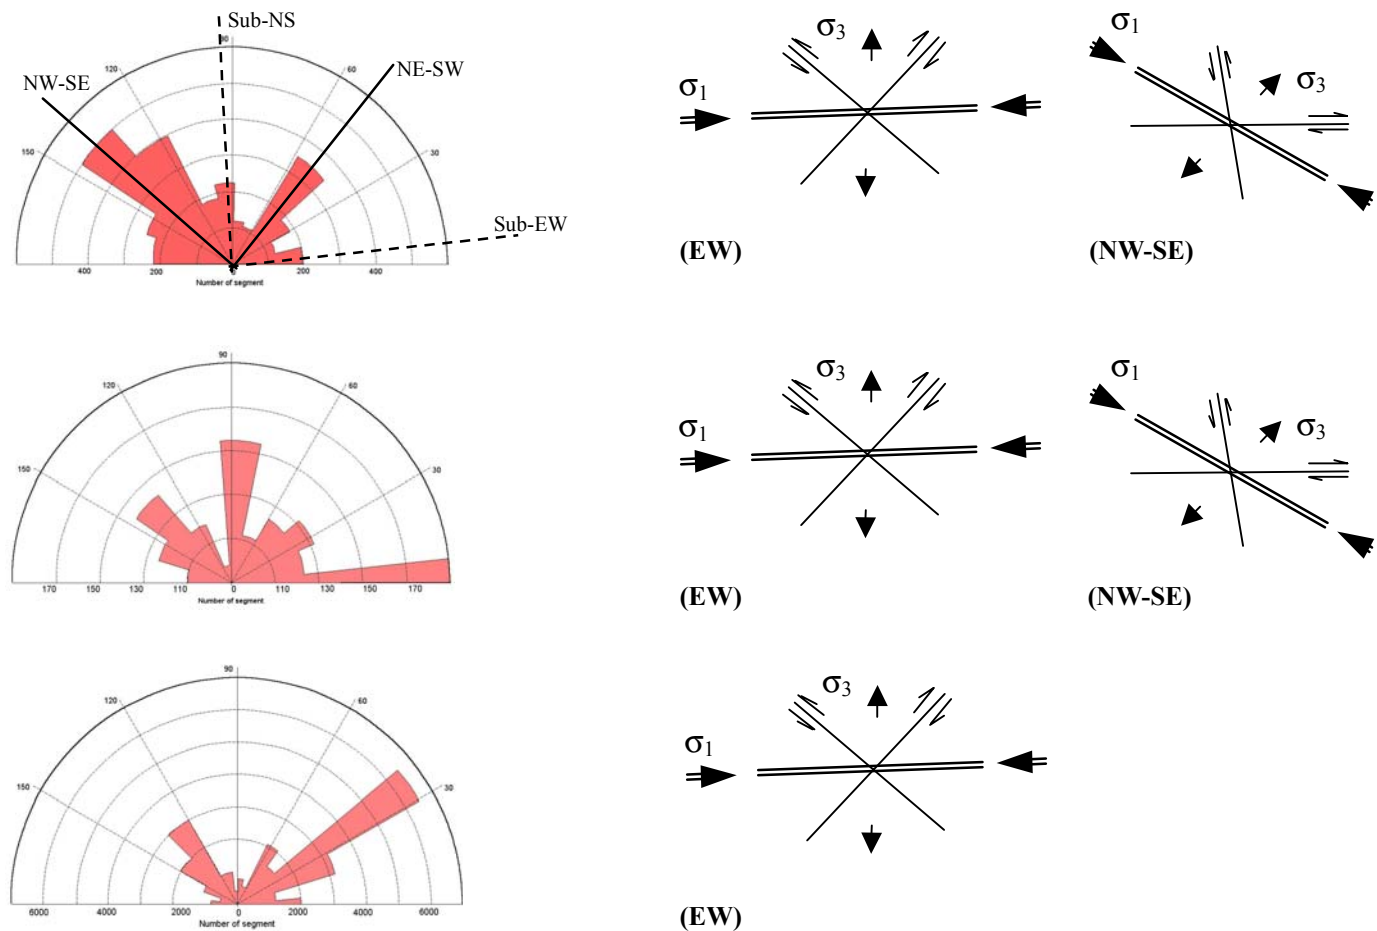 Sub-NS
90
NW-SE
NE-SW
120
60
150
30
Sub-EW
400
200
0
200
400
Number of segment
σ1
σ3
(EW)
σ1
σ3
(NW-SE)
90
120
60
150
30
170
150
130
110
0
110
130
150
170
Number of segment
σ1
σ3
(EW)
σ1
σ3
(NW-SE)
90
120
60
150
30
6000
4000
2000
0
2000
4000
6000
Number of segment
σ1
σ3
(EW)